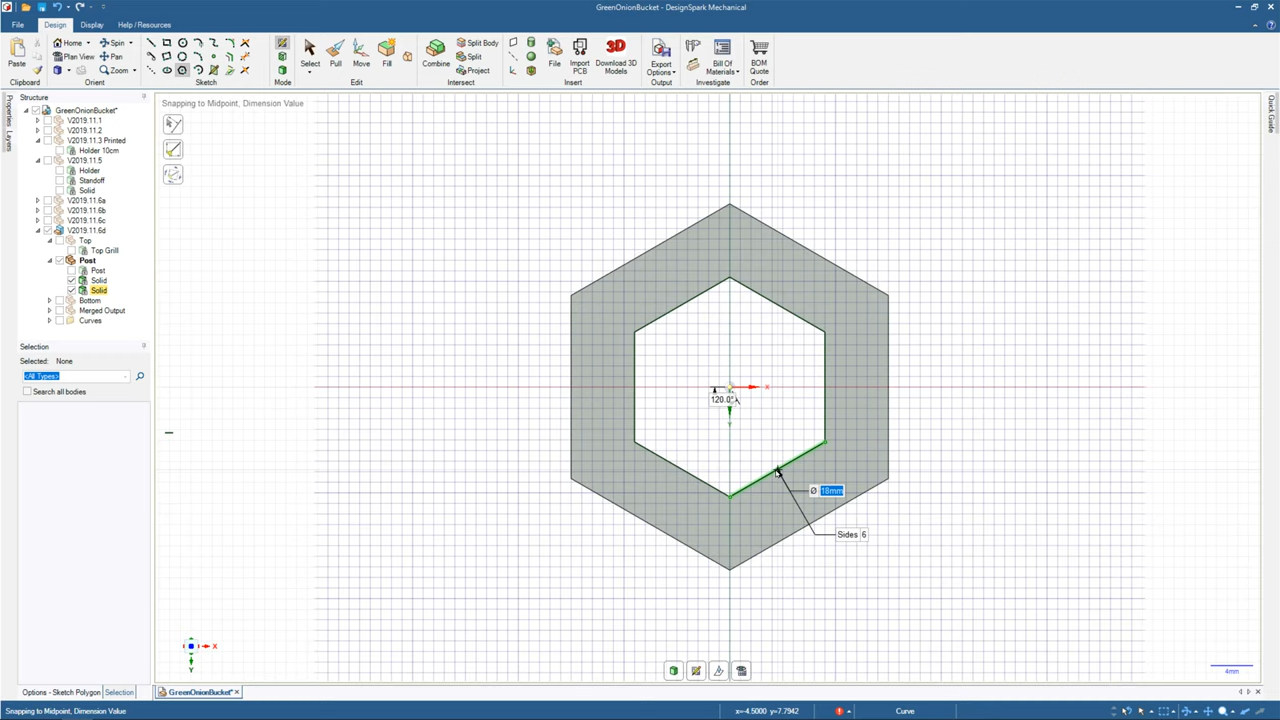 GreenOnionBucket - DesignSpark Mechanical
File
Design
Display
Help / Resources
Paste
Home
Spin
Plan View
Pan
Zoom
Select
Pull
Move
Fill
Combine
Split Body
Split
Project
File
Import PCB
3D
Download 3D Models
Export Options
Bill Of Materials
BOM Quote
Clipboard
Orient
Sketch
Mode
Edit
Intersect
Insert
Output
Investigate
Order
Properties
Layers
Structure
GreenOnionBucket*
V2019.11.1
V2019.11.2
V2019.11.3 Printed
Holder 10cm
V2019.11.5
Holder
Standoff
Solid
V2019.11.6a
V2019.11.6b
V2019.11.6c
V2019.11.6d
Top
Top Grill
Post
Post
Solid
Solid
Bottom
Merged Output
Curves
Selection
Selected: None
<All Types>
Search all bodies
Options - Sketch Polygon
Selection
Snapping to Midpoint, Dimension Value
X
120.0°
Y
Ø 18mm
Sides 6
X
Y
4mm
Quick Guide
GreenOnionBucket*
Snapping to Midpoint, Dimension Value
x=-4.5000 y=7.7942
Curve